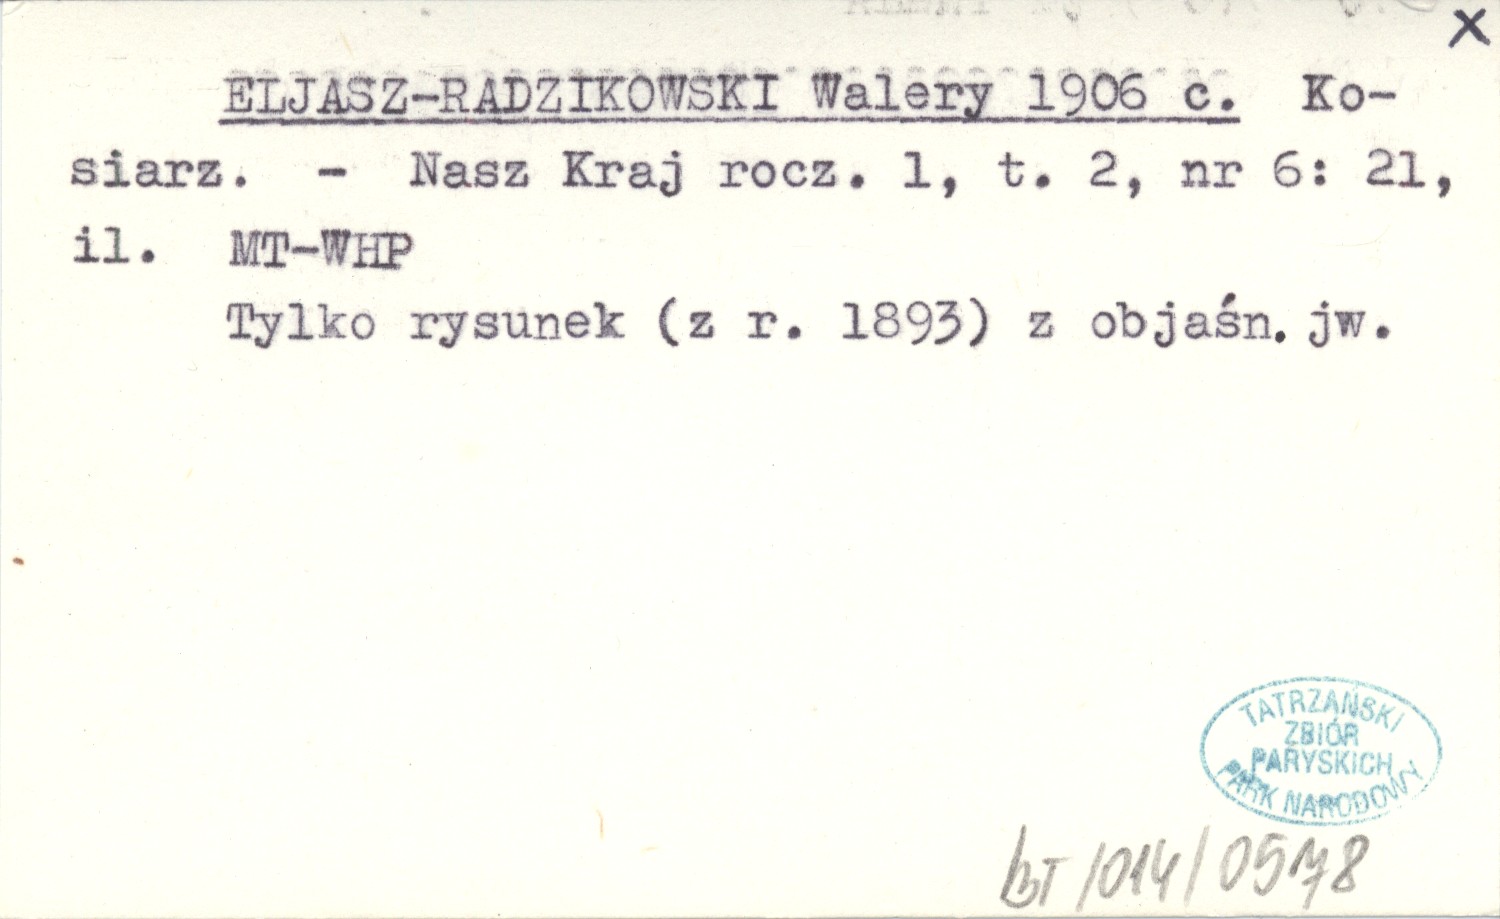 X
ELJASZ-RADZIKOWSKI Walery 1906 c. Ko-
siarz. - Nasz Kraj rocz. 1, t. 2, nr 6: 21,
il. MT-WHP
Tylko rysunek (z r. 1893) z objaśn. jw.
TATRZAŃSKI
ZBIÓR
PARYSKICH
PARK NARODOWY
BT/014/0578